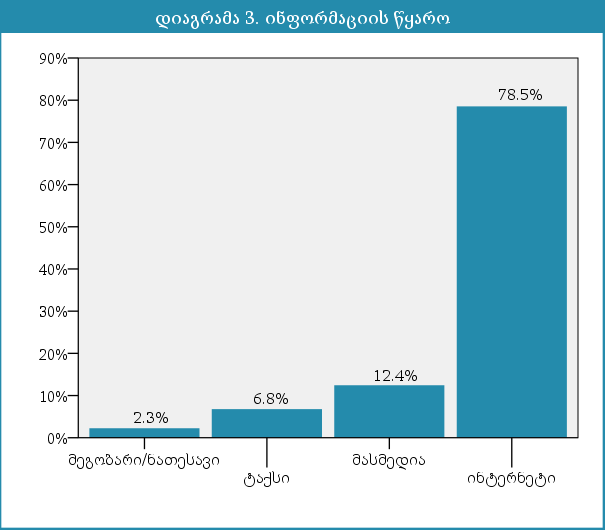 დიაგრამა 3. ინფორმაციის წყარო
90%
80%
70%
60%
50%
40%
30%
20%
10%
0%
2.3%
6.8%
12.4%
78.5%
მეგობარი/ნათესავი
ტაქსი
მასმედია
ინტერნეტი